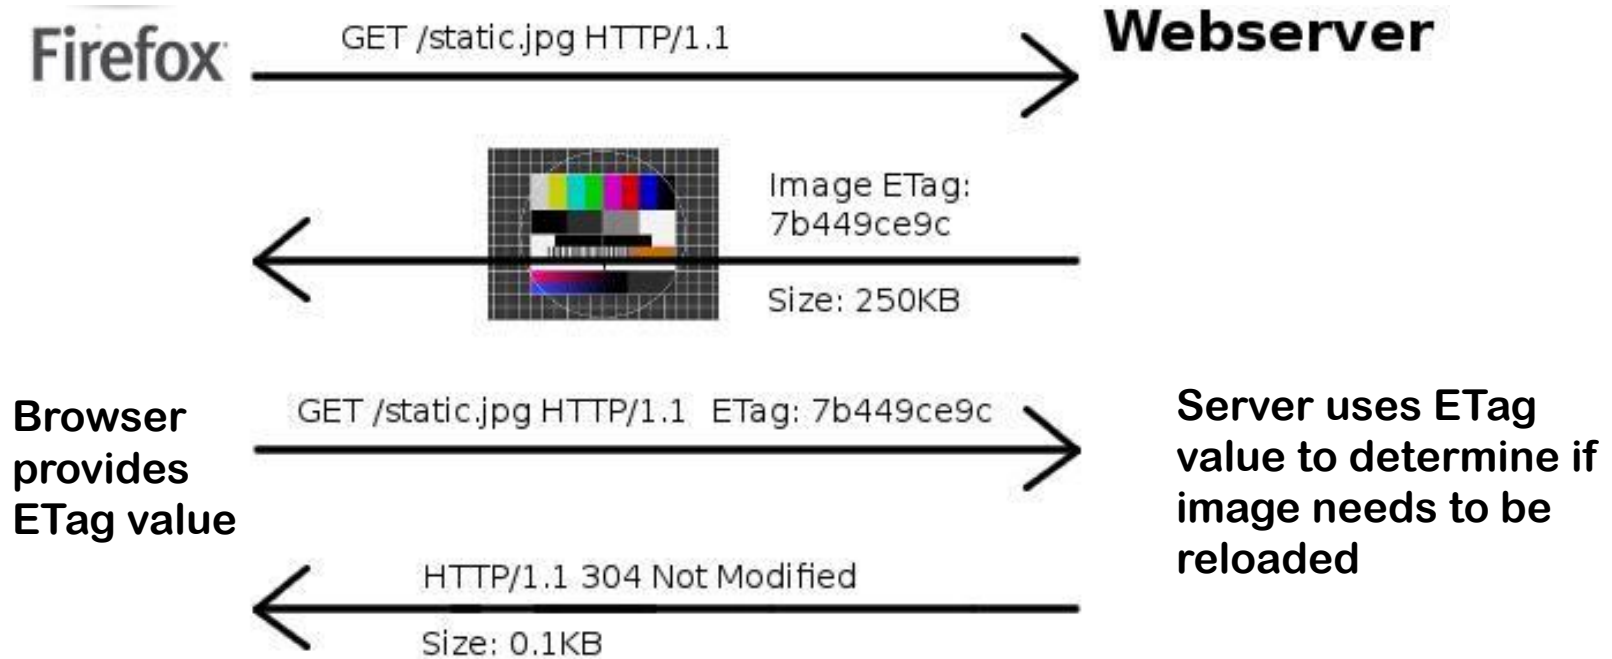 Firefox
GET /static.jpg HTTP/1.1
Webserver
Image ETag:
7b449ce9c
Size: 250KB
Browser
provides
ETag value
GET /static.jpg HTTP/1.1 ETag: 7b449ce9c
Server uses ETag
value to determine if
image needs to be
reloaded
HTTP/1.1 304 Not Modified
Size: 0.1KB